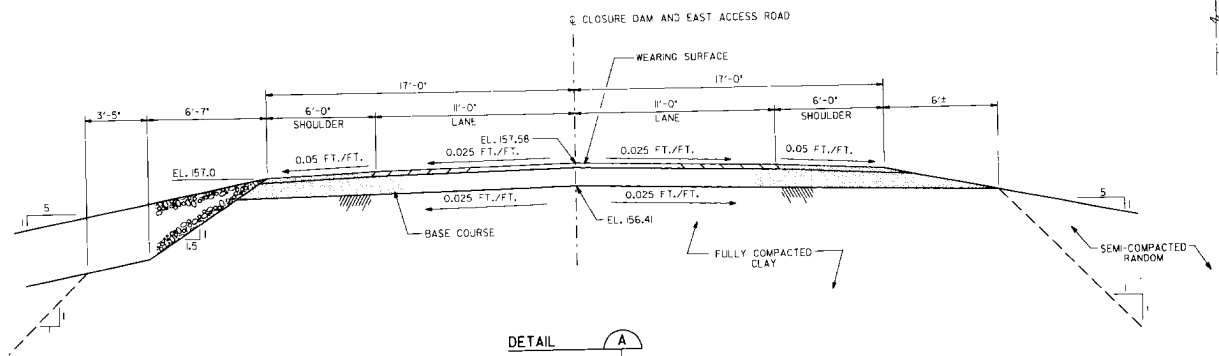 ℄ CLOSURE DAM AND EAST ACCESS ROAD
WEARING SURFACE
17'-0"
17'-0"
3'-5"
6'-7"
6'-0"
SHOULDER
11'-0"
LANE
11'-0"
LANE
6'-0"
SHOULDER
6'±
EL. 157.58
0.05 FT./FT.
0.025 FT./FT.
0.025 FT./FT.
0.05 FT./FT.
EL. 157.0
5
1
5
1
0.025 FT./FT.
0.025 FT./FT.
1.5
1
BASE COURSE
EL. 156.41
FULLY COMPACTED
CLAY
SEMI-COMPACTED
RANDOM
1
1
1
1
DETAIL A